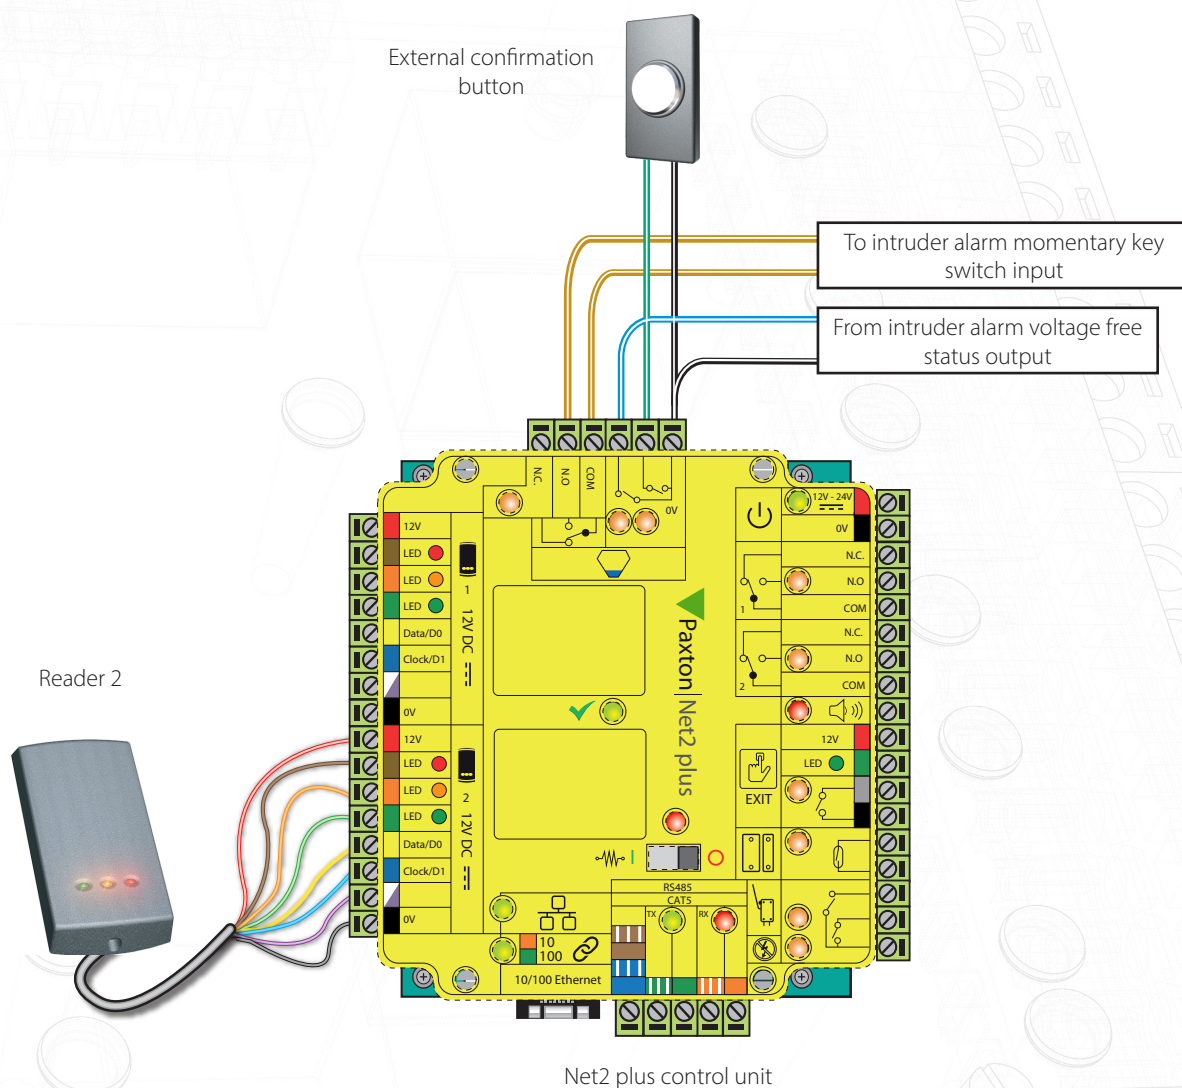 External confirmation
button
To intruder alarm momentary key
switch input
From intruder alarm voltage free
status output
N.C.
N.O
COM
0V
12V
LED
LED
LED
Data/D0
Clock/D1
0V
1
12V DC
12V
LED
LED
LED
Data/D0
Clock/D1
0V
2
12V DC
Reader 2
Paxton | Net2 plus
12V - 24V
0V
N.C.
N.O
COM
1
N.C.
N.O
COM
2
12V
LED
EXIT
RS485
CAT5
TX
RX
10
100
10/100 Ethernet
Net2 plus control unit